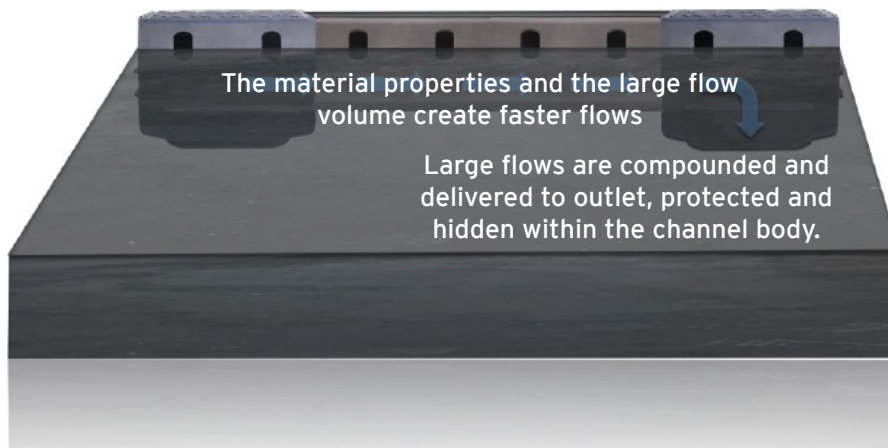 The material properties and the large flow
volume create faster flows
Large flows are compounded and
delivered to outlet, protected and
hidden within the channel body.